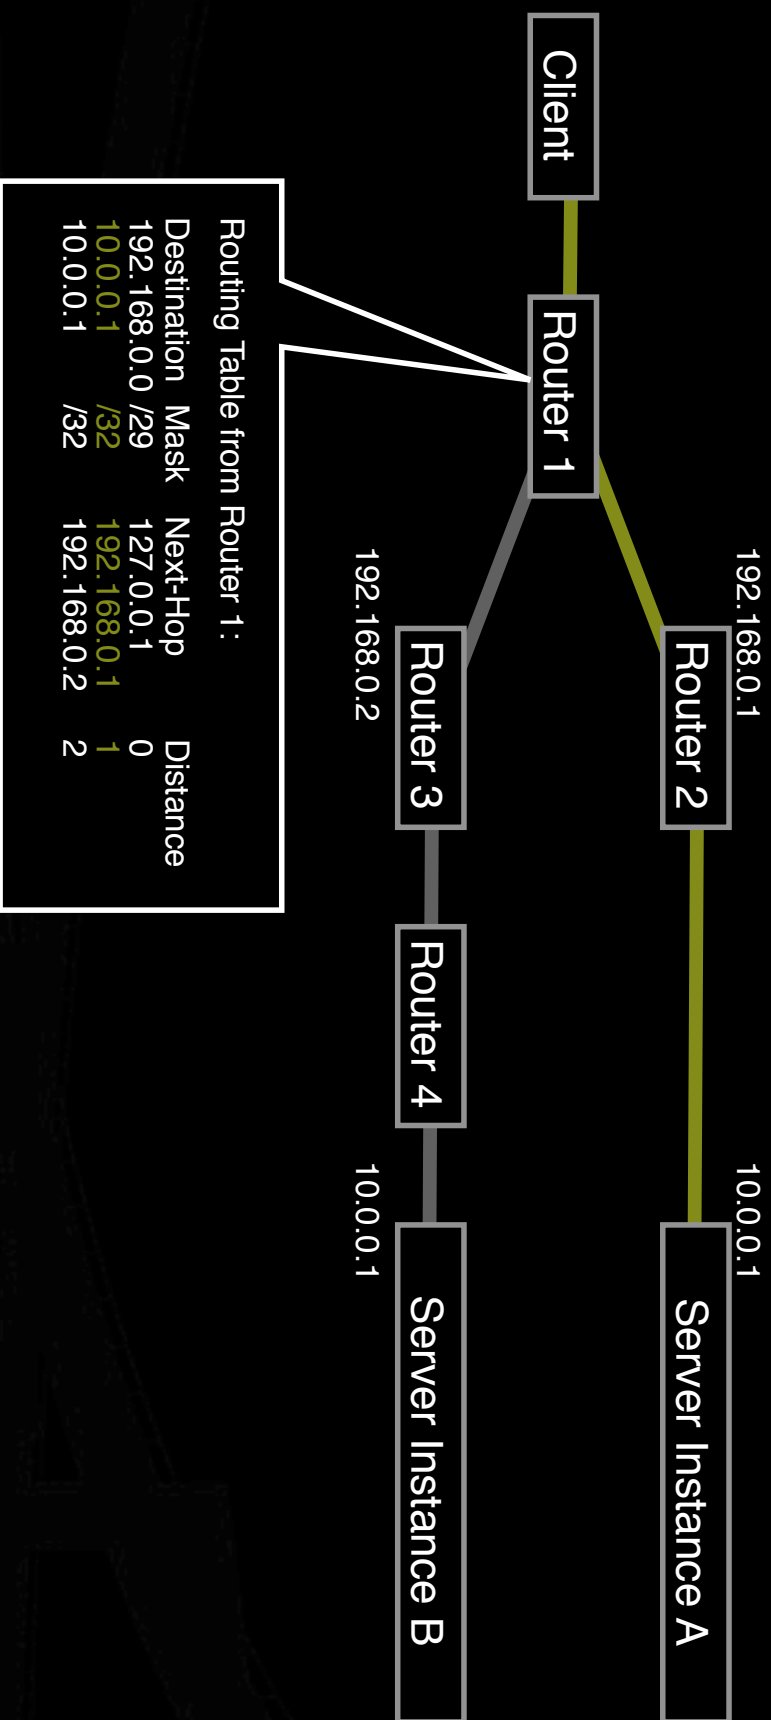 192.168.0.1
10.0.0.1
Router 2
Server Instance A
Client
Router 1
Router 3
Router 4
Server Instance B
192.168.0.2
10.0.0.1
Routing Table from Router 1:
Destination Mask Next-Hop Distance
192.168.0.0 /29 127.0.0.1 0
10.0.0.1 /32 192.168.0.1 1
10.0.0.1 /32 192.168.0.2 2